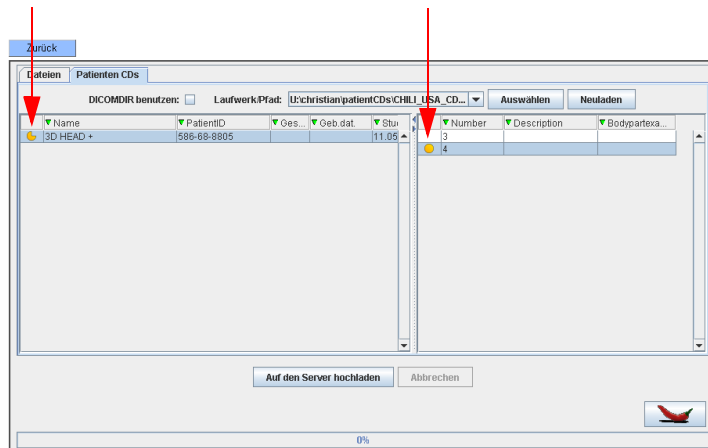 Zurück
Dateien Patienten CDs
DICOMDIR benutzen: Laufwerk/Pfad: U:\christian\patientCDs\CHILI_USA_CD... Auswählen Neuladen
Name PatientID Ges... Geb.dat. Stu Number Description Bodypartexa...
3D HEAD + 586-68-8805 11.05 3
4
Auf den Server hochladen Abbrechen
0%